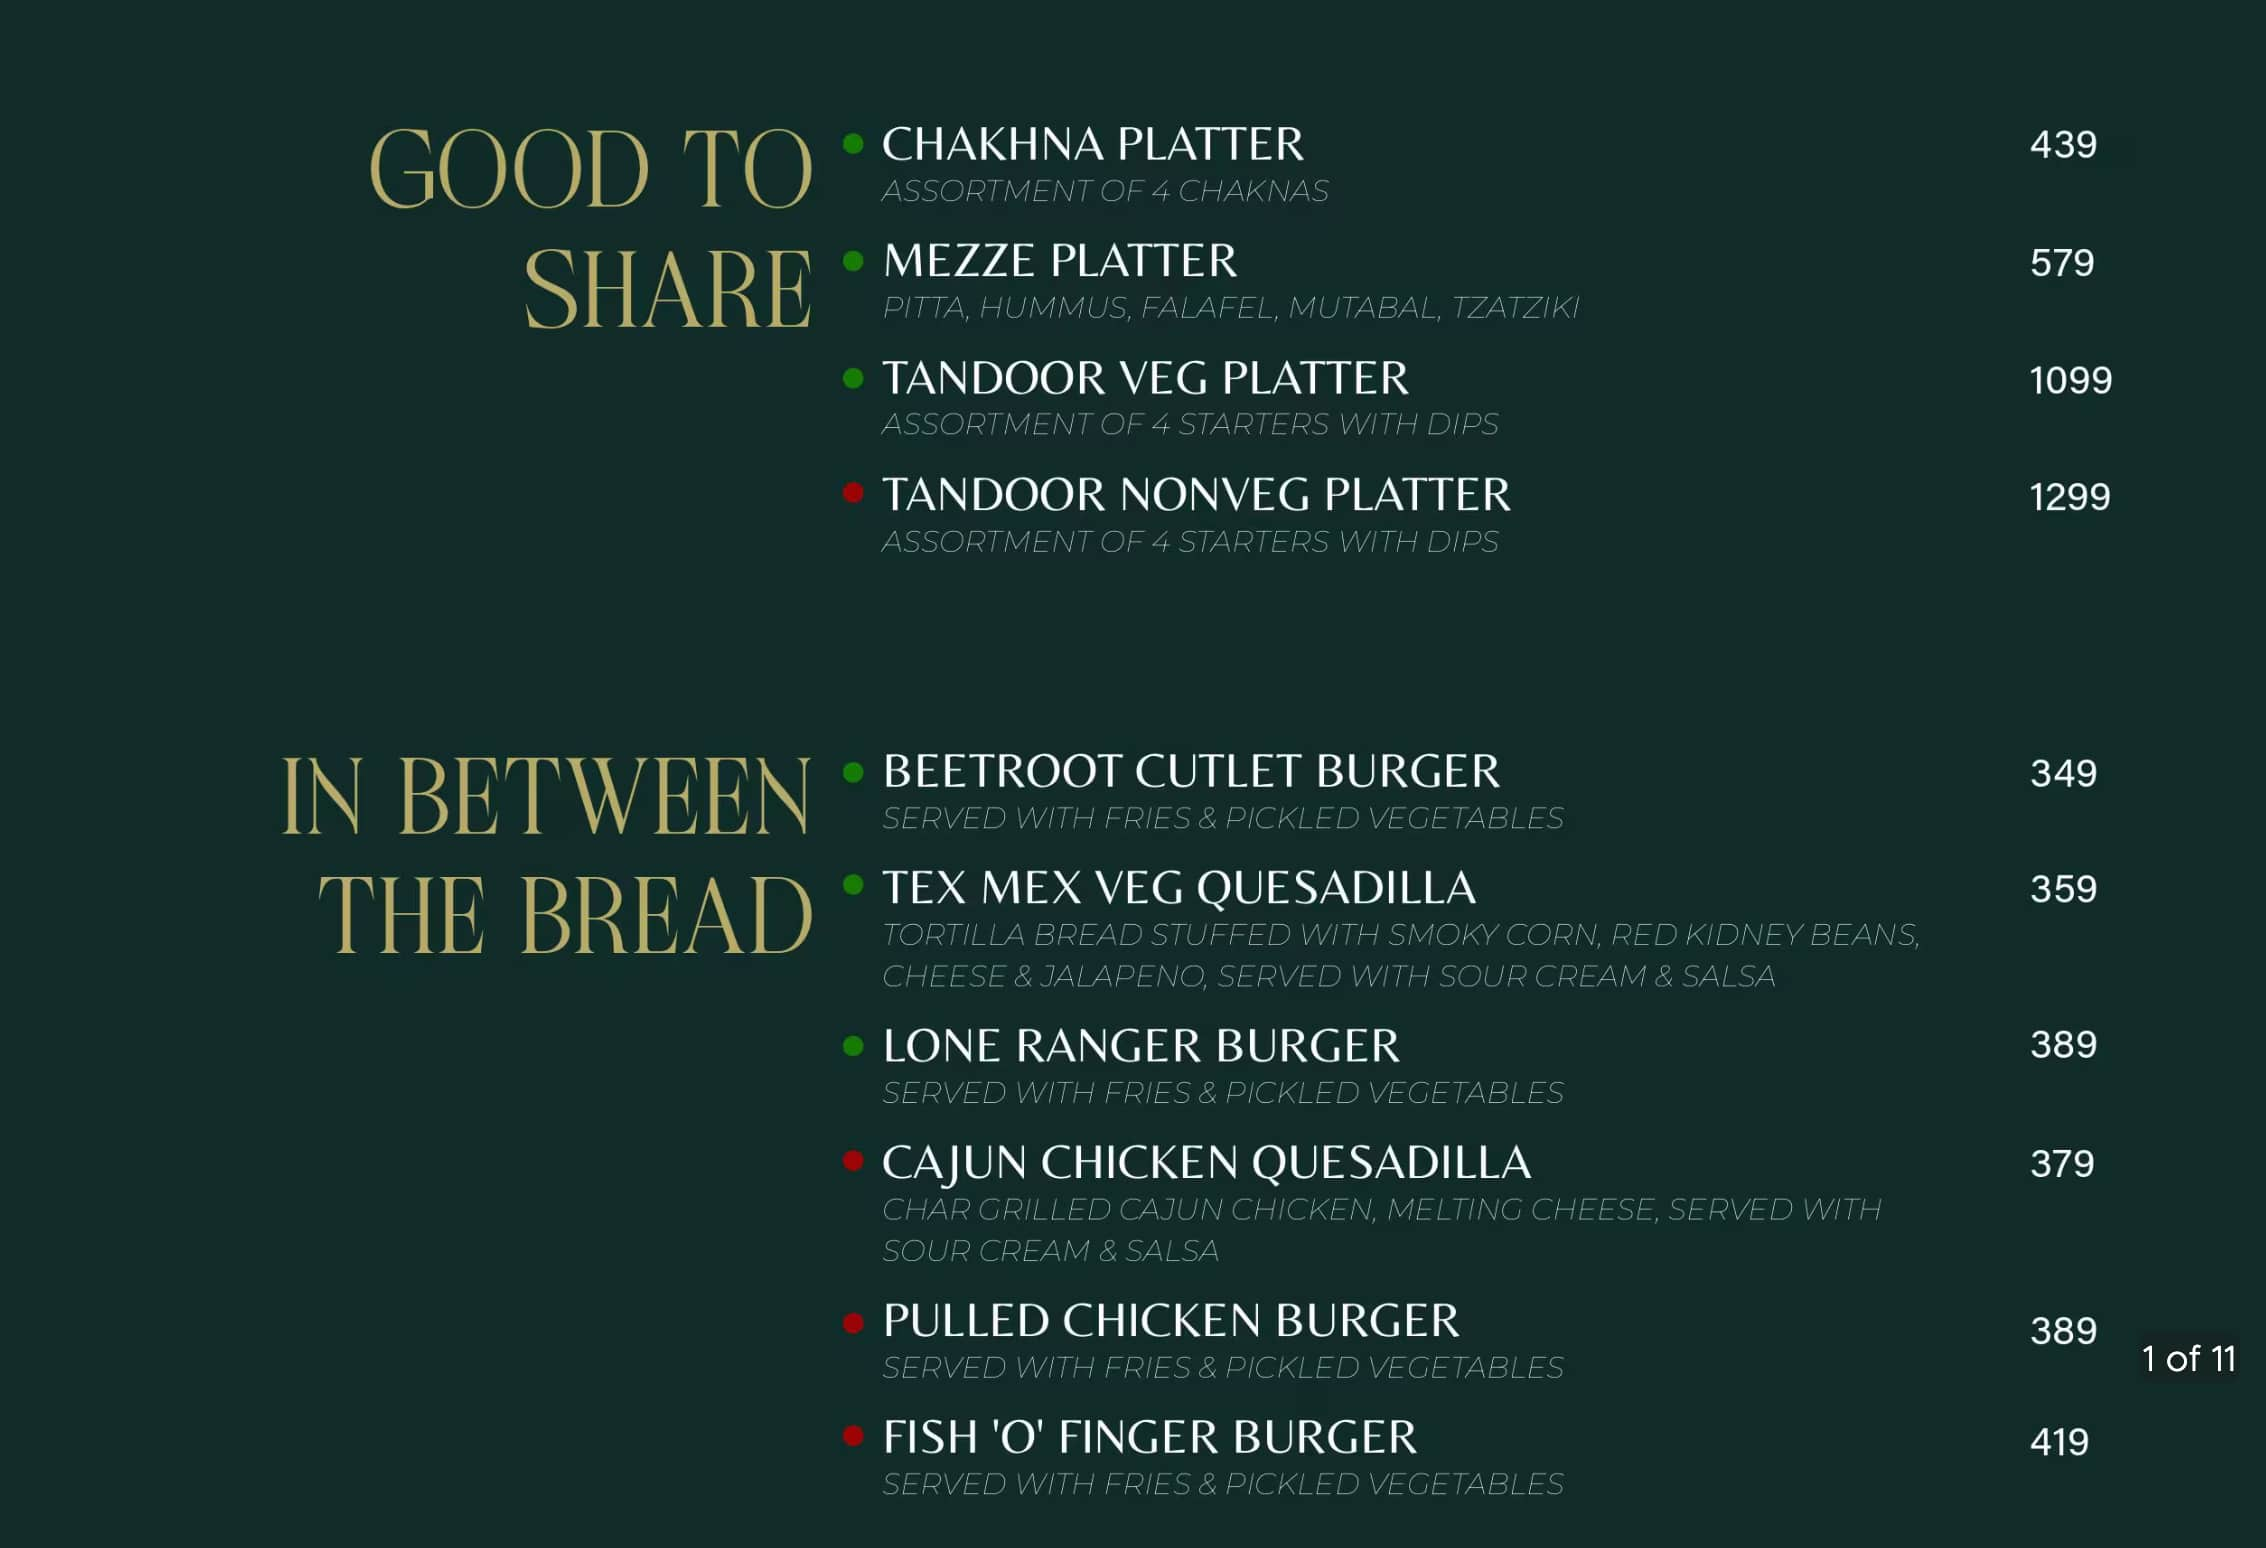 GOOD TO
SHARE
CHAKHNA PLATTER 439
ASSORTMENT OF 4 CHAKNAS
MEZZE PLATTER 579
PITTA, HUMMUS, FALAFEL, MUTABAL, TZATZIKI
TANDOOR VEG PLATTER 1099
ASSORTMENT OF 4 STARTERS WITH DIPS
TANDOOR NONVEG PLATTER 1299
ASSORTMENT OF 4 STARTERS WITH DIPS
IN BETWEEN
THE BREAD
BEETROOT CUTLET BURGER 349
SERVED WITH FRIES & PICKLED VEGETABLES
TEX MEX VEG QUESADILLA 359
TORTILLA BREAD STUFFED WITH SMOKY CORN, RED KIDNEY BEANS,
CHEESE & JALAPENO, SERVED WITH SOUR CREAM & SALSA
LONE RANGER BURGER 389
SERVED WITH FRIES & PICKLED VEGETABLES
CAJUN CHICKEN QUESADILLA 379
CHAR GRILLED CAJUN CHICKEN, MELTING CHEESE, SERVED WITH
SOUR CREAM & SALSA
PULLED CHICKEN BURGER 389
SERVED WITH FRIES & PICKLED VEGETABLES
1 of 11
FISH 'O' FINGER BURGER 419
SERVED WITH FRIES & PICKLED VEGETABLES